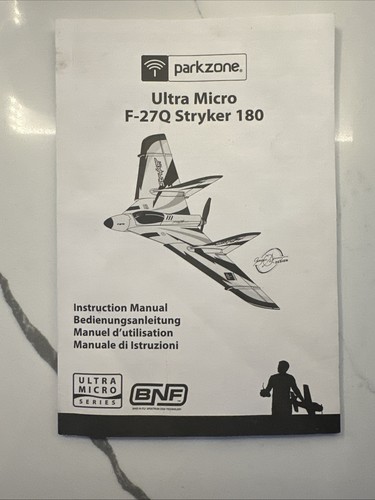 parkzone®
Ultra Micro
F-27Q Stryker 180
Instruction Manual
Bedienungsanleitung
Manuel d'utilisation
Manuale di Istruzioni
ULTRA
MICRO
SERIES
BNF